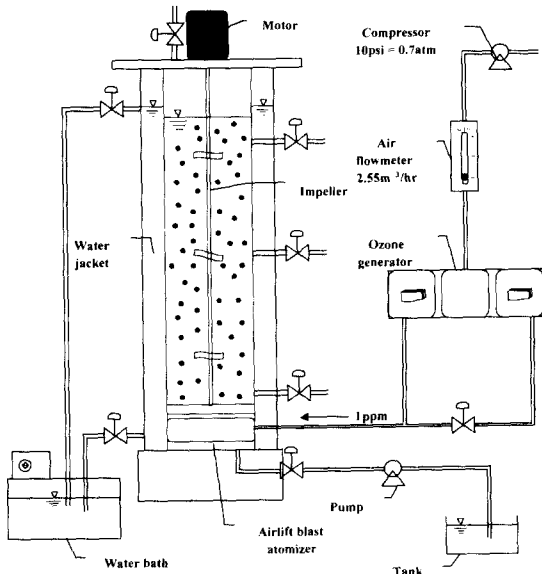 Motor
Compressor
10psi = 0.7atm
Air
flowmeter
2.55m ³/hr
Impelier
Water
jacket
Ozone
generator
1ppm
Pump
Airlift blast
atomizer
Water bath
Tank